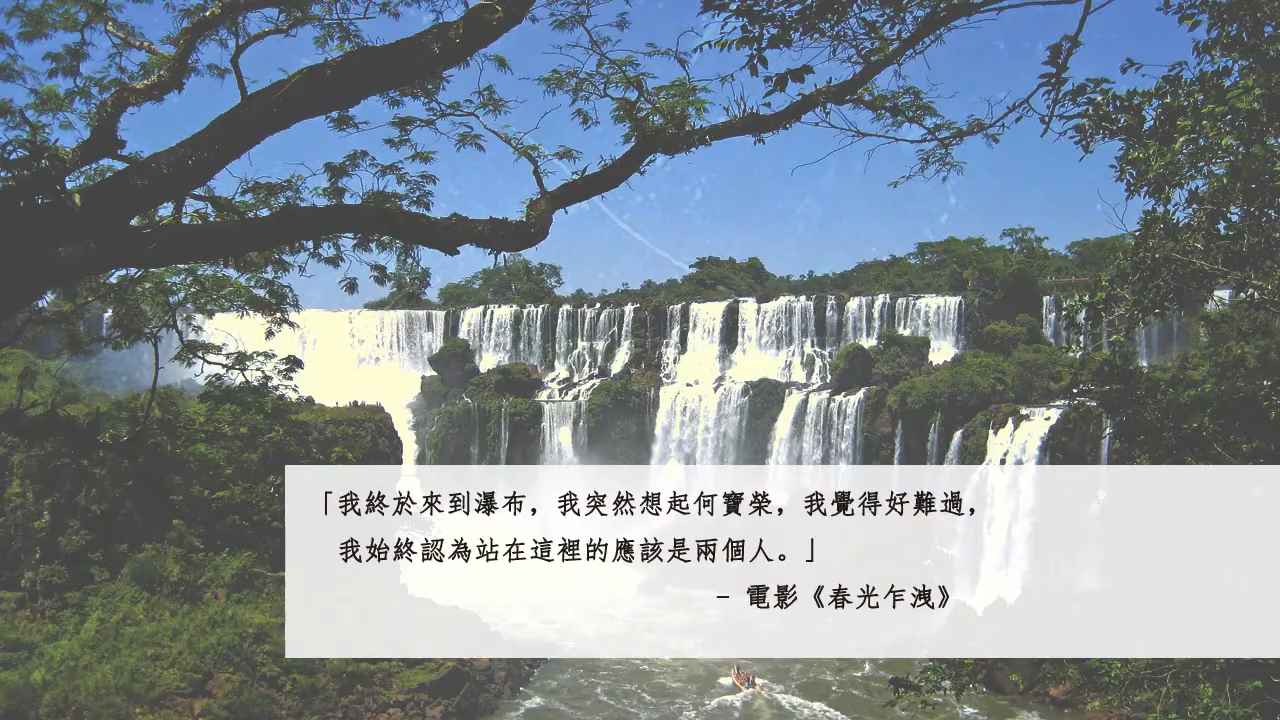 「我終於來到瀑布，我突然想起何寶榮，我覺得好難過，
我始終認為站在這裡的應該是兩個人。」
– 電影《春光乍洩》